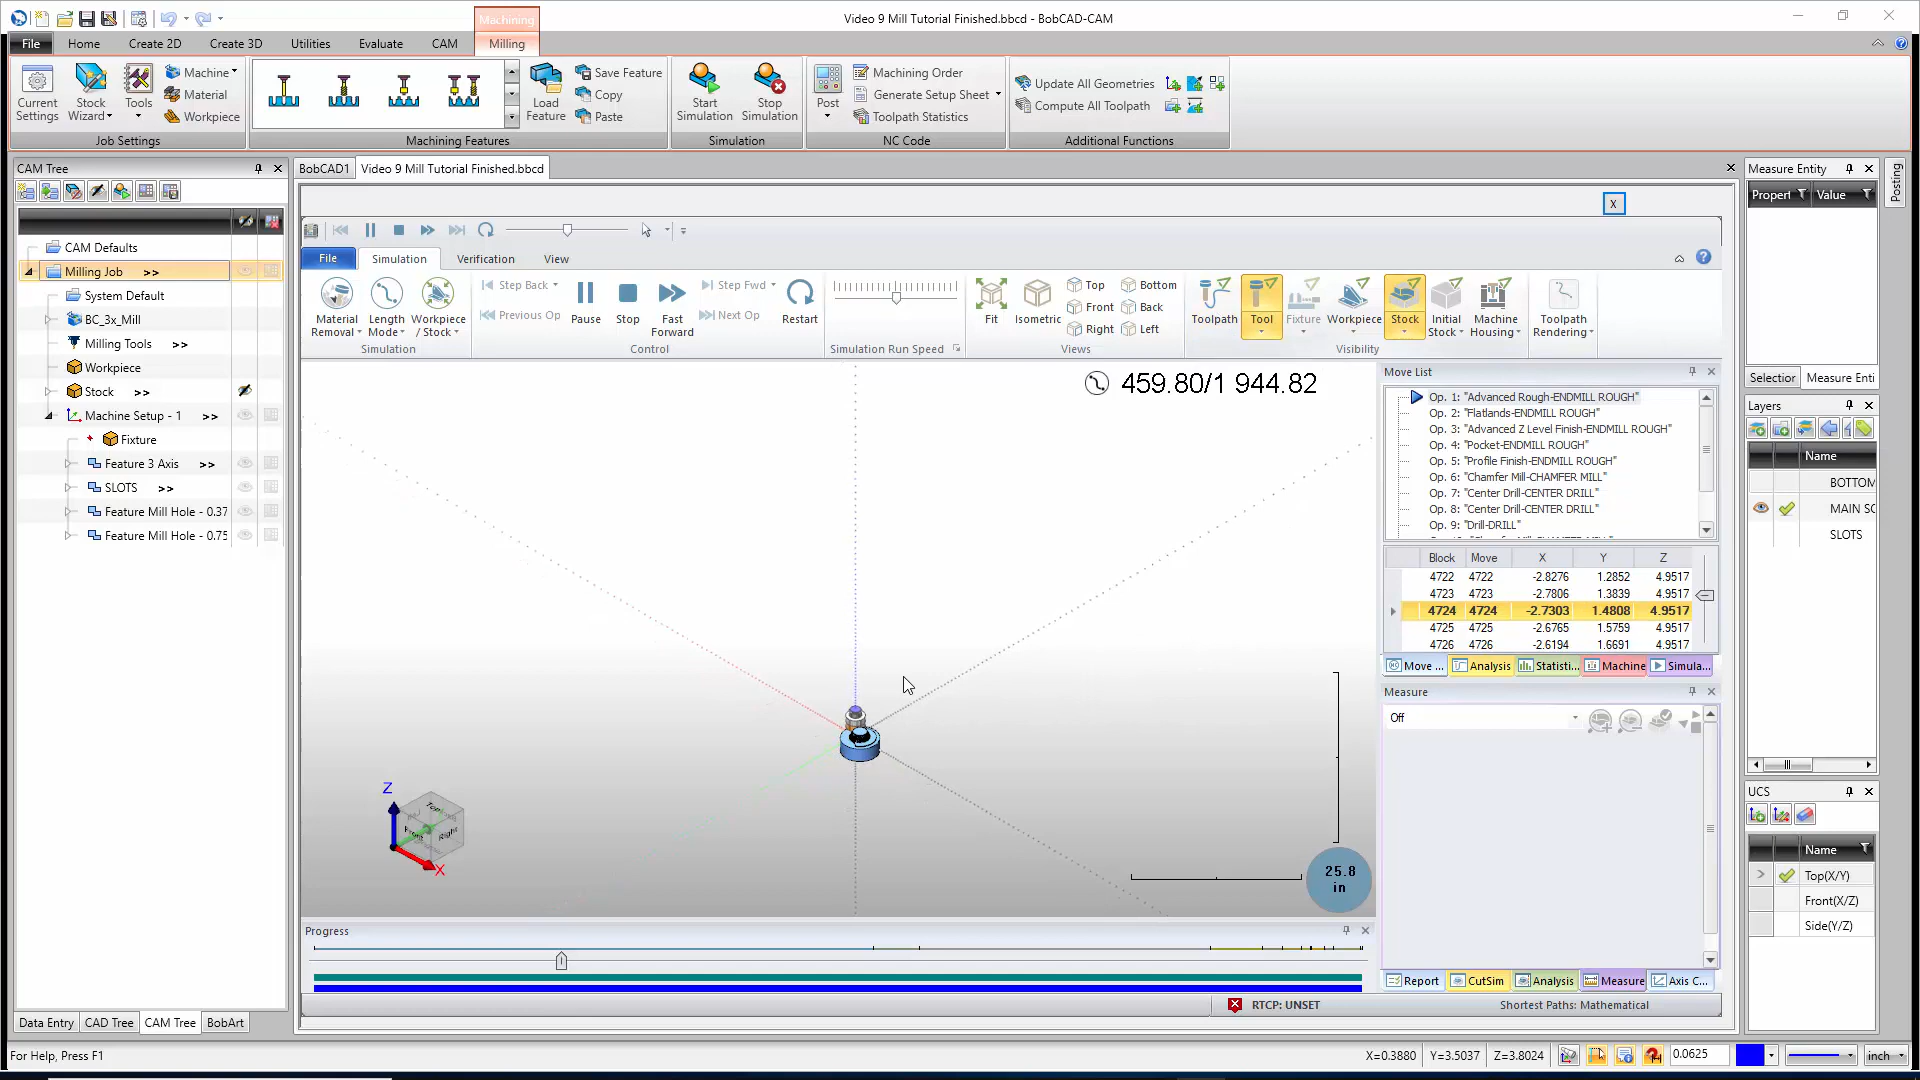 Video 9 Mill Tutorial Finished.bbcd - BobCAD-CAM
Machining
File Home Create 2D Create 3D Utilities Evaluate CAM Milling
Current Settings
Stock Wizard
Tools
Machine
Material
Workpiece
Job Settings
Load Feature
Save Feature
Copy
Paste
Machining Features
Start Simulation
Stop Simulation
Simulation
Post
Machining Order
Generate Setup Sheet
Toolpath Statistics
NC Code
Update All Geometries
Compute All Toolpath
Additional Functions
CAM Tree
CAM Defaults
Milling Job >>
System Default
BC_3x_Mill
Milling Tools >>
Workpiece
Stock >>
Machine Setup - 1 >>
Fixture
Feature 3 Axis >>
SLOTS >>
Feature Mill Hole - 0.37
Feature Mill Hole - 0.75
Data Entry CAD Tree CAM Tree BobArt
BobCAD1 Video 9 Mill Tutorial Finished.bbcd
X
File Simulation Verification View
Material Removal
Length Mode
Workpiece / Stock
Simulation
Step Back
Previous Op
Pause
Stop
Fast Forward
Step Fwd
Next Op
Restart
Control
Simulation Run Speed
Fit
Isometric
Top
Front
Right
Bottom
Back
Left
Views
Toolpath
Tool
Fixture
Workpiece
Stock
Initial Stock
Machine Housing
Visibility
Toolpath Rendering
459.80/1 944.82
Z
Top
Front
Right
X
25.8
in
Progress
RTCP: UNSET
Shortest Paths: Mathematical
Move List
Op. 1: "Advanced Rough-ENDMILL ROUGH"
Op. 2: "Flatlands-ENDMILL ROUGH"
Op. 3: "Advanced Z Level Finish-ENDMILL ROUGH"
Op. 4: "Pocket-ENDMILL ROUGH"
Op. 5: "Profile Finish-ENDMILL ROUGH"
Op. 6: "Chamfer Mill-CHAMFER MILL"
Op. 7: "Center Drill-CENTER DRILL"
Op. 8: "Center Drill-CENTER DRILL"
Op. 9: "Drill-DRILL"
Block Move X Y Z
4722 4722 -2.8276 1.2852 4.9517
4723 4723 -2.7806 1.3839 4.9517
4724 4724 -2.7303 1.4808 4.9517
4725 4725 -2.6765 1.5759 4.9517
4726 4726 -2.6194 1.6691 4.9517
Move ... Analysis Statisti... Machine Simula...
Measure
Off
Report CutSim Analysis Measure Axis C...
Measure Entity
Propert Value
Selection Measure Enti
Posting
Layers
Name
BOTTOM
MAIN SC
SLOTS
UCS
Name
Top(X/Y)
Front(X/Z)
Side(Y/Z)
For Help, Press F1
X=0.3880 Y=3.5037 Z=3.8024 0.0625 inch